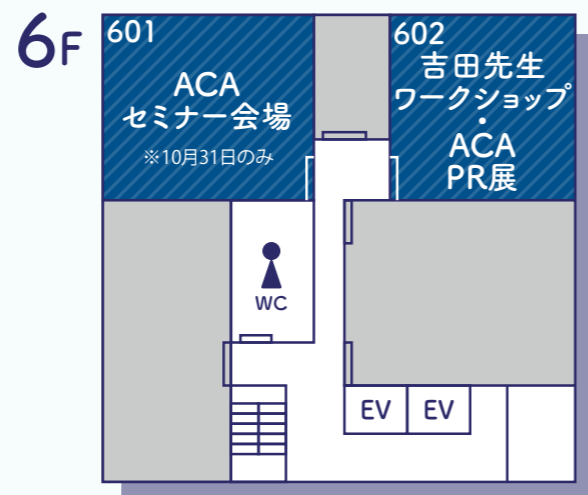 6F
601
ACA
セミナー会場
※10月31日のみ
602
吉田先生
ワークショップ
・
ACA
PR展
WC
EV
EV